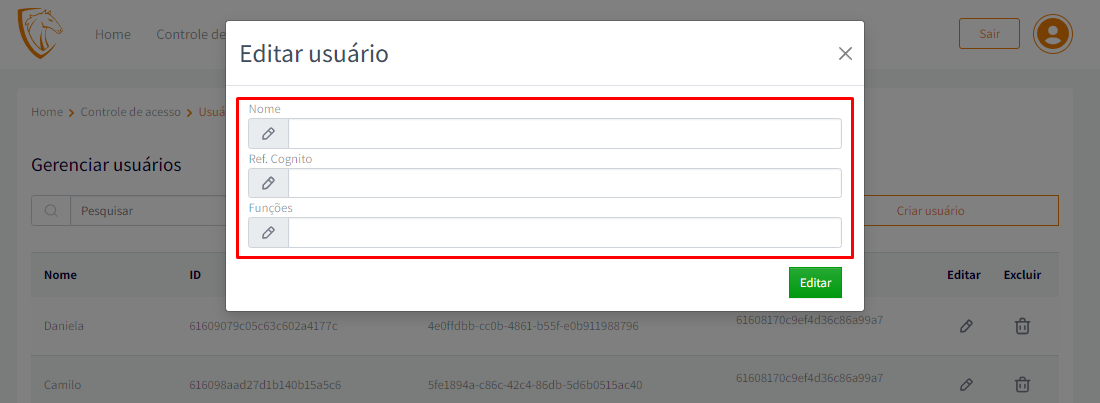 Home Controle de
Sair
Editar usuário
Home Controle de acesso Usuá
Nome
Ref. Cognito
Funções
Gerenciar usuários
Pesquisar
Criar usuário
Editar
Nome ID Editar Excluir
Daniela 61609079c05c63c602a4177c 4e0ffdbb-cc0b-4861-b55f-e0b911988796 61608170c9ef4d36c86a99a7
Camilo 616098aad27d1b140b15a5c6 5fe1894a-c86c-42c4-86db-5d6b0515ac40 61608170c9ef4d36c86a99a7